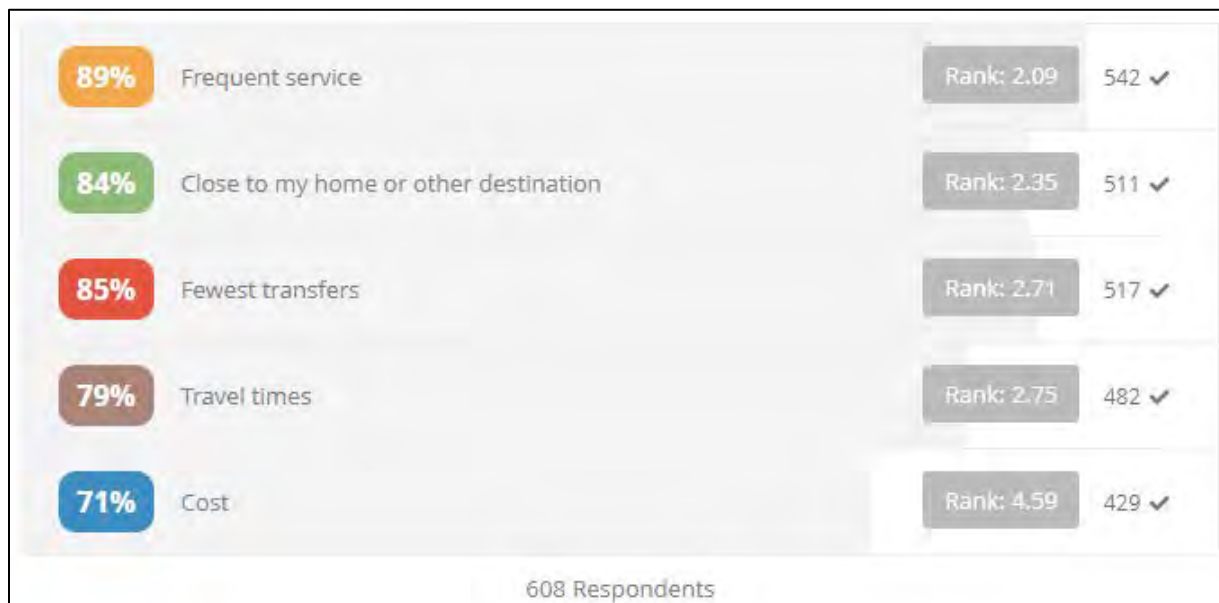 89% Frequent service Rank: 2.09 542 ✔
84% Close to my home or other destination Rank: 2.35 511 ✔
85% Fewest transfers Rank: 2.71 517 ✔
79% Travel times Rank: 2.75 482 ✔
71% Cost Rank: 4.59 429 ✔
608 Respondents